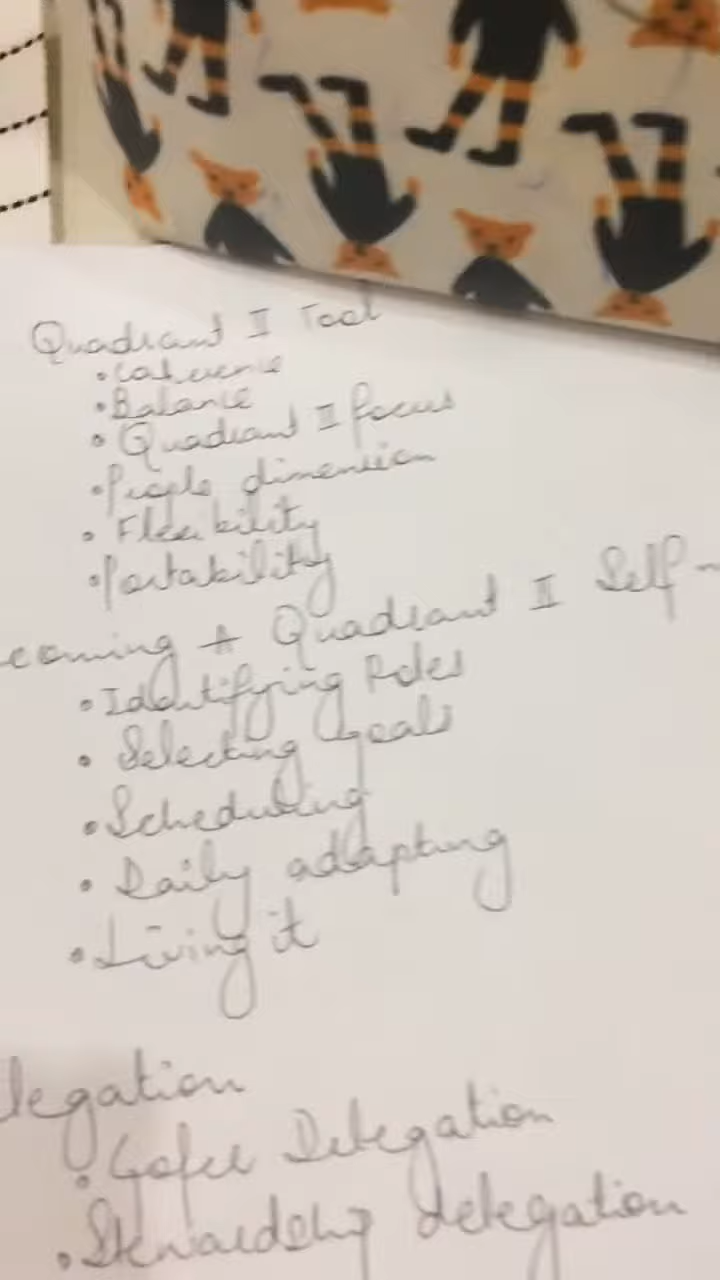 Quadrant II Tool
• Coherence
• Balance
• Quadrant II focus
• People dimension
• Flexibility
• Portability
ecoming A Quadrant II Self-
• Identifying Roles
• Selecting goals
• Scheduling
• Daily adapting
• Living it
legation
• Gofer Delegation
• Stewardship delegation